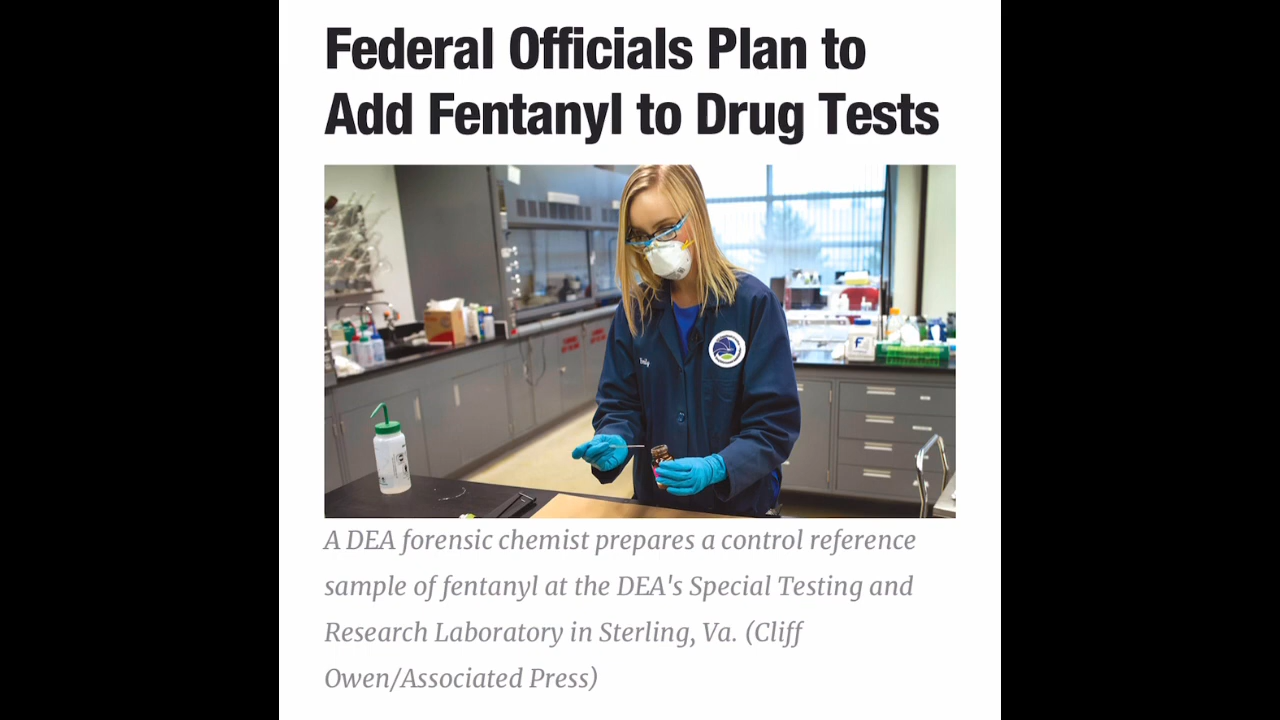 Federal Officials Plan to
Add Fentanyl to Drug Tests
Emily
F
A DEA forensic chemist prepares a control reference
sample of fentanyl at the DEA's Special Testing and
Research Laboratory in Sterling, Va. (Cliff
Owen/Associated Press)